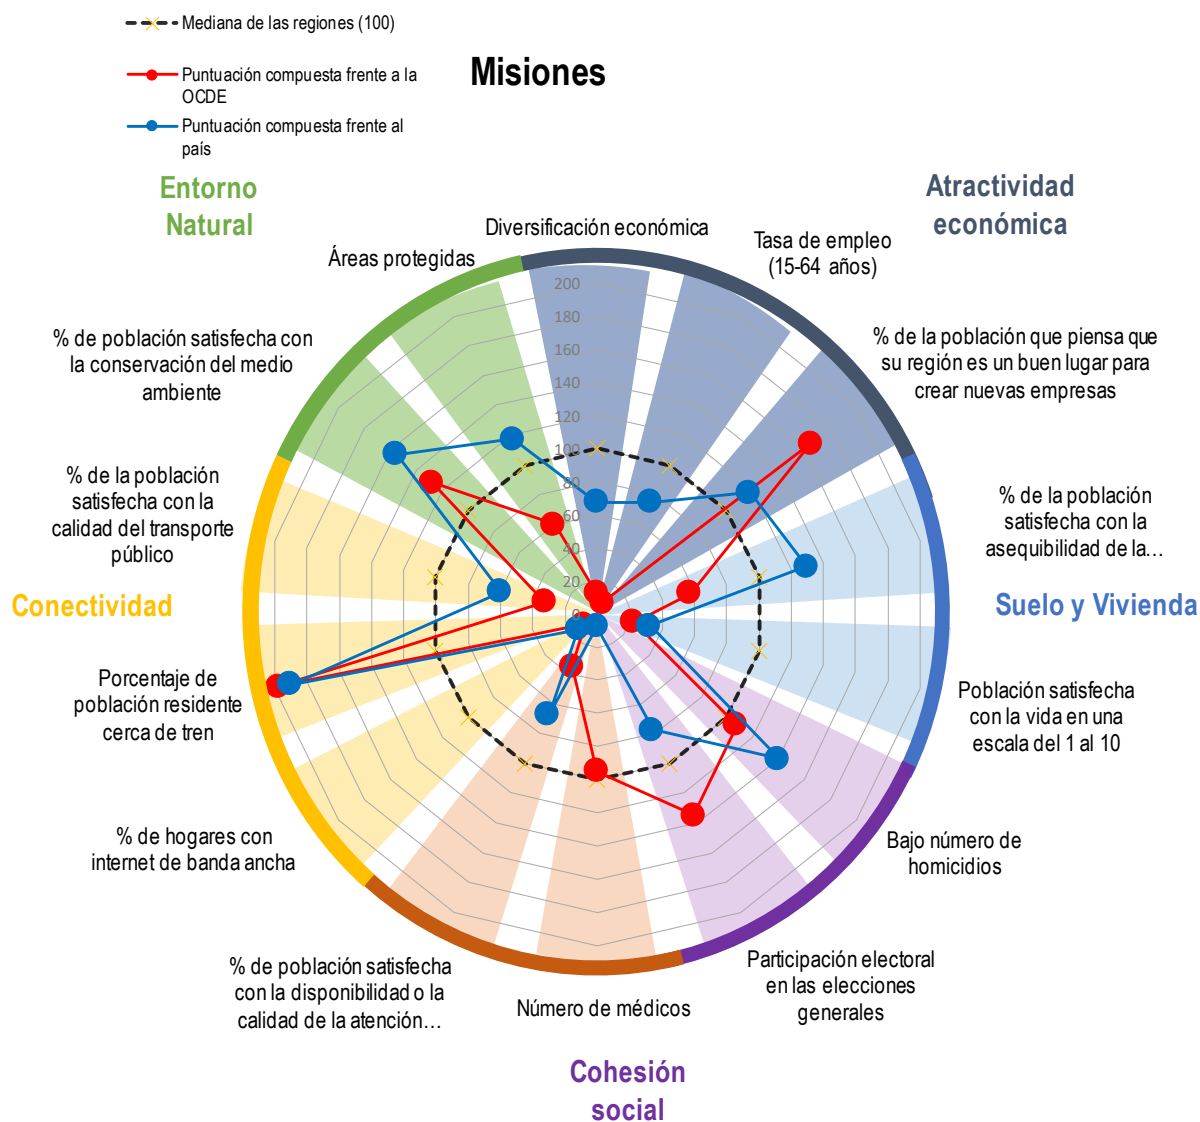 Mediana de las regiones (100)
Puntuación compuesta frente a la
OCDE
Puntuación compuesta frente al
país
Misiones
Entorno
Natural
Atractividad
económica
Diversificación económica
Tasa de empleo
(15-64 años)
Áreas protegidas
% de la población que piensa que
su región es un buen lugar para
crear nuevas empresas
% de población satisfecha con
la conservación del medio
ambiente
% de la población
satisfecha con la
calidad del transporte
público
% de la población
satisfecha con la
asequibilidad de la…
Conectividad
Suelo y Vivienda
Porcentaje de
población residente
cerca de tren
Población satisfecha
con la vida en una
escala del 1 al 10
% de hogares con
internet de banda ancha
Bajo número de
homicidios
% de población satisfecha
con la disponibilidad o la
calidad de la atención…
Número de médicos
Participación electoral
en las elecciones
generales
Cohesión
social
200
180
160
140
120
100
80
60
40
20
0